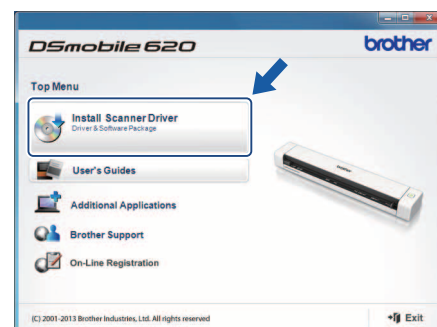 DSmobile 620
brother
Top Menu
Install Scanner Driver
Driver & Software Package
User's Guides
Additional Applications
Brother Support
On-Line Registration
(C) 2001-2013 Brother Industries, Ltd. All rights reserved
Exit